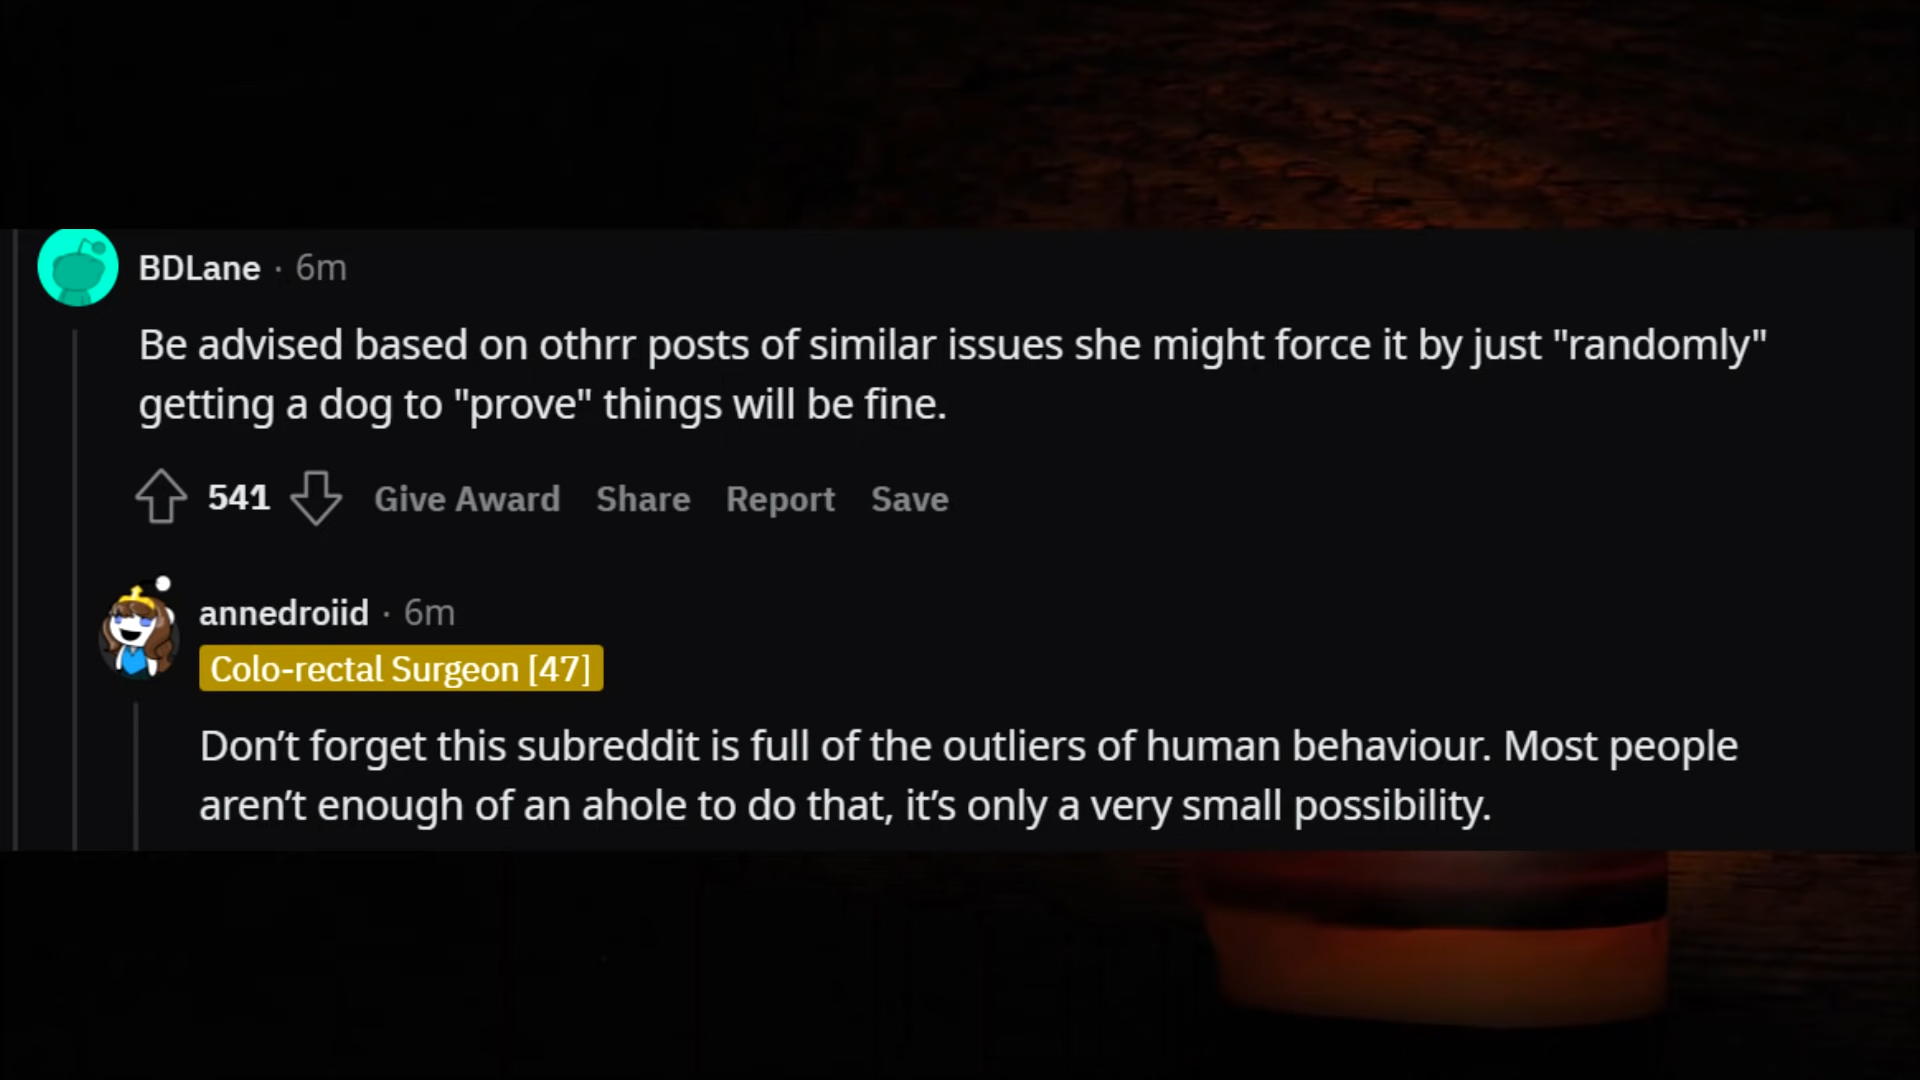 BDLane · 6m
Be advised based on othrr posts of similar issues she might force it by just "randomly"
getting a dog to "prove" things will be fine.
541 Give Award Share Report Save
annedroiid · 6m
Colo-rectal Surgeon [47]
Don’t forget this subreddit is full of the outliers of human behaviour. Most people
aren’t enough of an ahole to do that, it’s only a very small possibility.